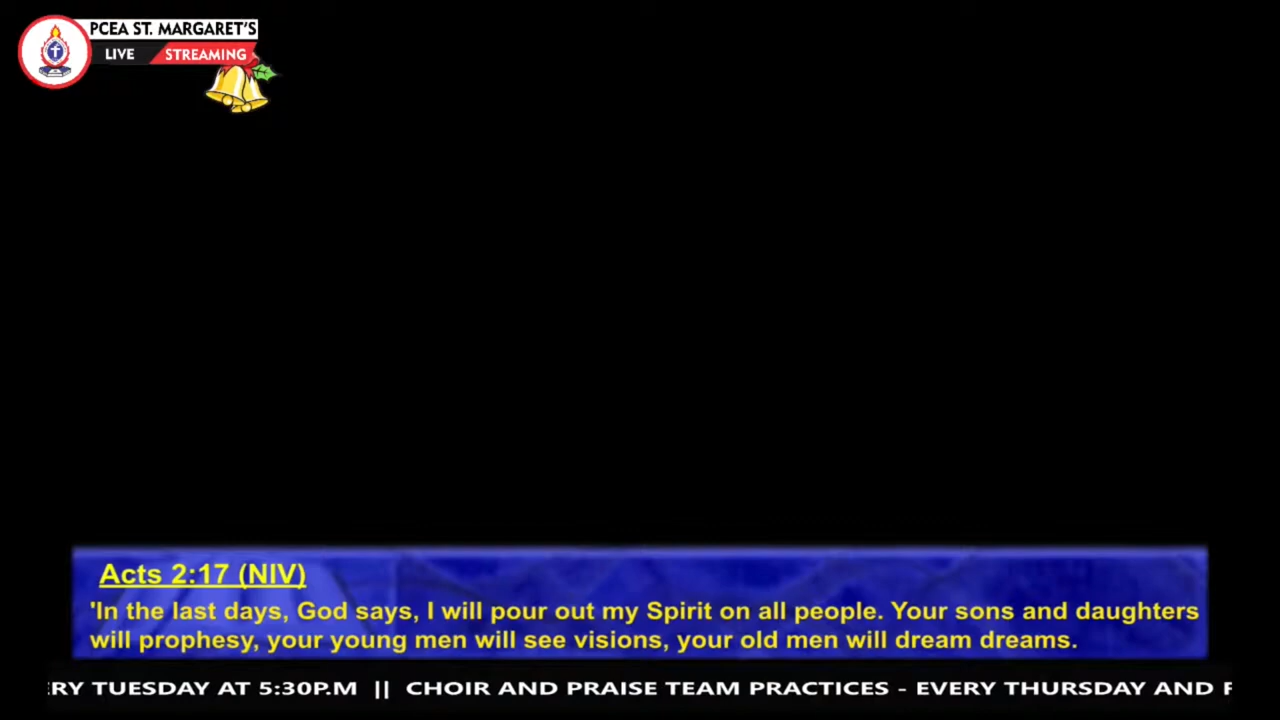 PCEA ST. MARGARET'S
LIVE STREAMING
Acts 2:17 (NIV)
'In the last days, God says, I will pour out my Spirit on all people. Your sons and daughters
will prophesy, your young men will see visions, your old men will dream dreams.
TUESDAY AT 5:30P.M || CHOIR AND PRAISE TEAM PRACTICES - EVERY THURSDAY AND